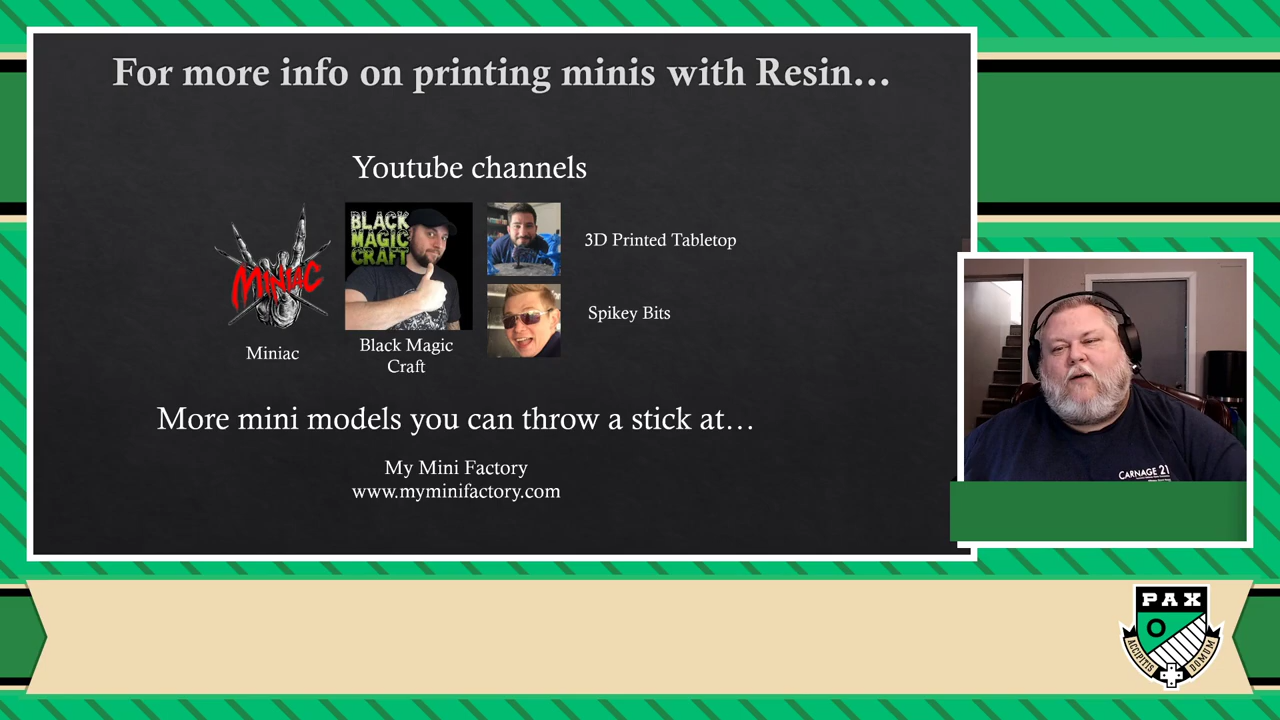 For more info on printing minis with Resin...
Youtube channels
BLACK
MAGIC
CRAFT
MINIAC
3D Printed Tabletop
Spikey Bits
Miniac
Black Magic
Craft
More mini models you can throw a stick at...
My Mini Factory
www.myminifactory.com
CARNAGE 21
PAX
ACCIPITIS DOMUM